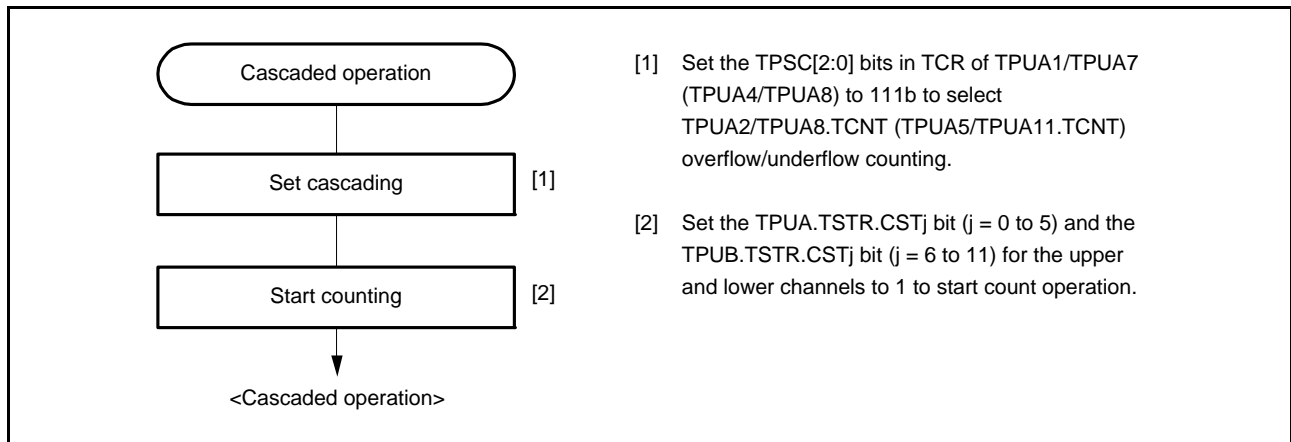 Cascaded operation
Set cascading
[1]
Start counting
[2]
<Cascaded operation>
[1] Set the TPSC[2:0] bits in TCR of TPUA1/TPUA7
(TPUA4/TPUA8) to 111b to select
TPUA2/TPUA8.TCNT (TPUA5/TPUA11.TCNT)
overflow/underflow counting.
[2] Set the TPUA.TSTR.CSTj bit (j = 0 to 5) and the
TPUB.TSTR.CSTj bit (j = 6 to 11) for the upper
and lower channels to 1 to start count operation.